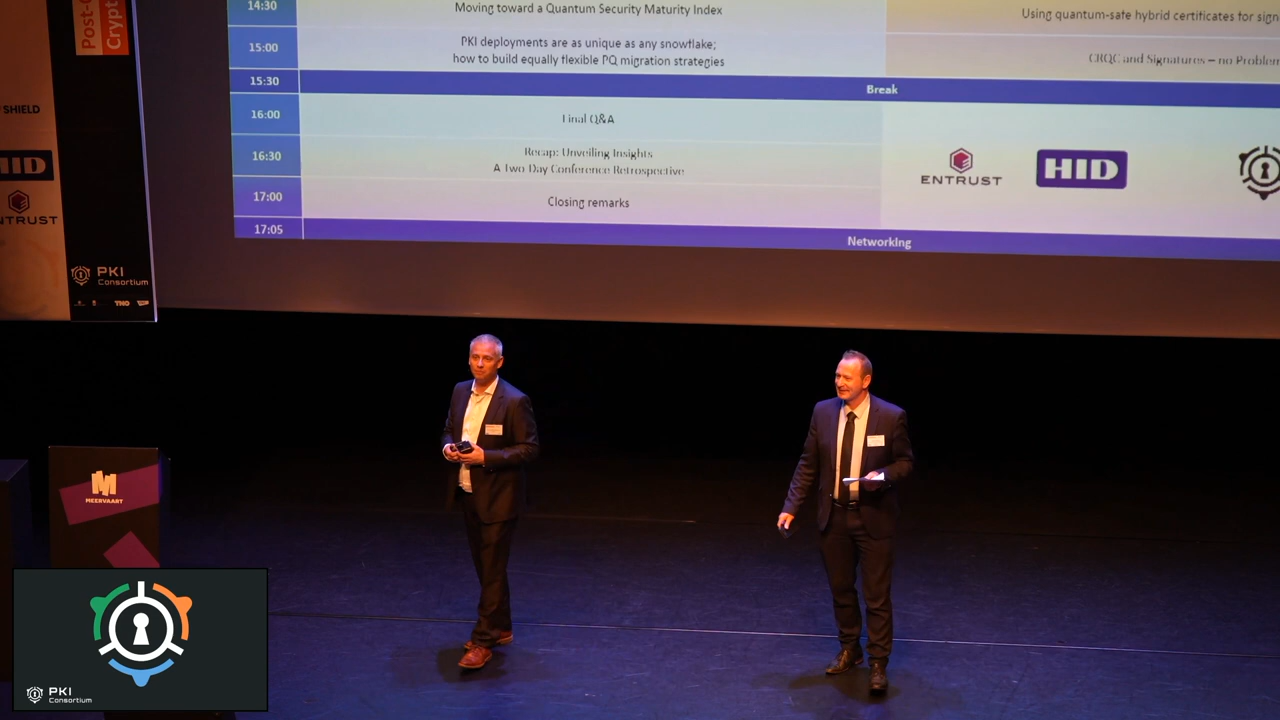 14:30
Moving toward a Quantum Security Maturity Index
Using quantum-safe hybrid certificates for sign
15:00
PKI deployments are as unique as any snowflake;
how to build equally flexible PQ migration strategies
CRQC and Signatures – no Problem
15:30
Break
16:00
Final Q&A
16:30
Recap: Unveiling Insights
A Two-Day Conference Retrospective
17:00
Closing remarks
17:05
Networking
ENTRUST
HID
Post-
Crypt
SHIELD
HID
ENTRUST
PKI
Consortium
TNO
MEERVAART
PKI
Consortium